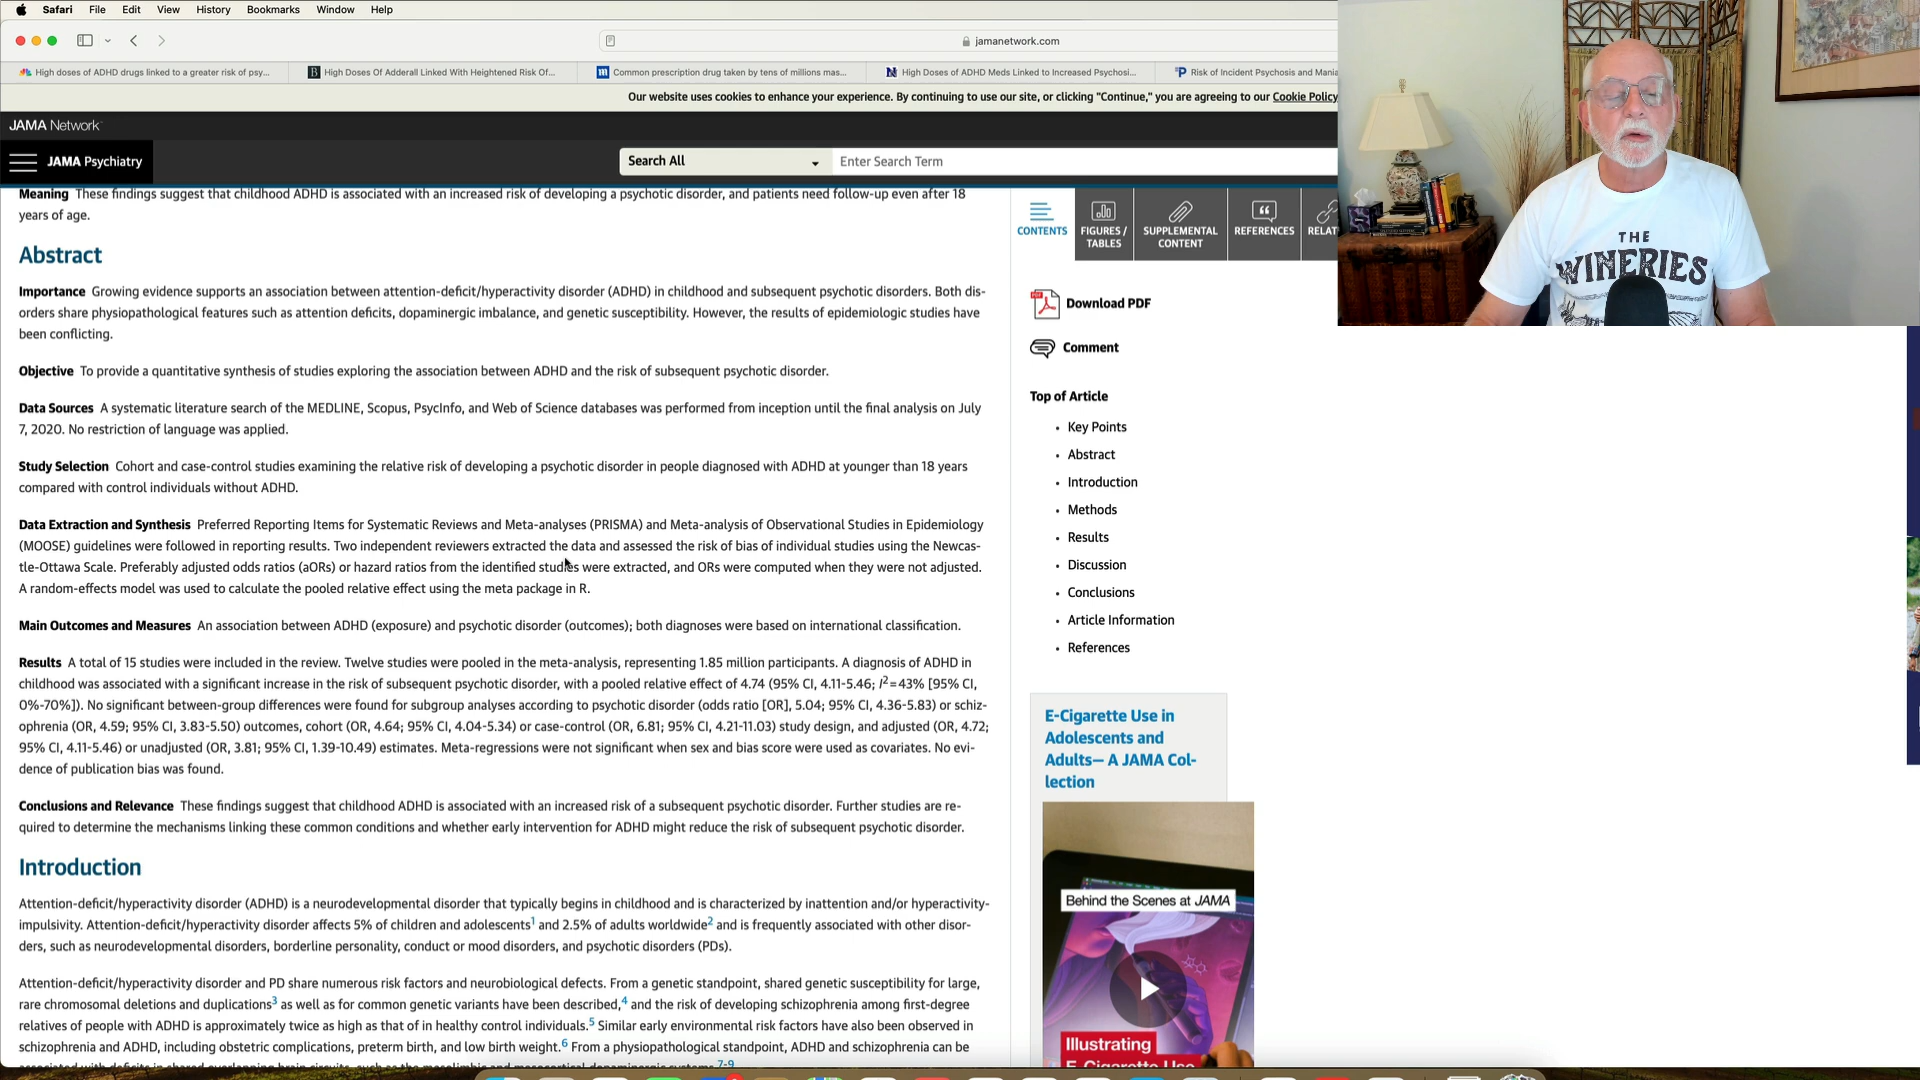 Safari File Edit View History Bookmarks Window Help
jamanetwork.com
High doses of ADHD drugs linked to a greater risk of psy...
High Doses Of Adderall Linked With Heightened Risk Of...
Common prescription drug taken by tens of millions mas...
High Doses of ADHD Meds Linked to Increased Psychosi...
Risk of Incident Psychosis and Mania
Our website uses cookies to enhance your experience. By continuing to use our site, or clicking "Continue," you are agreeing to our Cookie Policy
JAMA Network
JAMA Psychiatry
Search All
Enter Search Term
Meaning These findings suggest that childhood ADHD is associated with an increased risk of developing a psychotic disorder, and patients need follow-up even after 18
years of age.
Abstract
Importance Growing evidence supports an association between attention-deficit/hyperactivity disorder (ADHD) in childhood and subsequent psychotic disorders. Both dis-
orders share physiopathological features such as attention deficits, dopaminergic imbalance, and genetic susceptibility. However, the results of epidemiologic studies have
been conflicting.
Objective To provide a quantitative synthesis of studies exploring the association between ADHD and the risk of subsequent psychotic disorder.
Data Sources A systematic literature search of the MEDLINE, Scopus, PsycInfo, and Web of Science databases was performed from inception until the final analysis on July
7, 2020. No restriction of language was applied.
Study Selection Cohort and case-control studies examining the relative risk of developing a psychotic disorder in people diagnosed with ADHD at younger than 18 years
compared with control individuals without ADHD.
Data Extraction and Synthesis Preferred Reporting Items for Systematic Reviews and Meta-analyses (PRISMA) and Meta-analysis of Observational Studies in Epidemiology
(MOOSE) guidelines were followed in reporting results. Two independent reviewers extracted the data and assessed the risk of bias of individual studies using the Newcas-
tle-Ottawa Scale. Preferably adjusted odds ratios (aORs) or hazard ratios from the identified studies were extracted, and ORs were computed when they were not adjusted.
A random-effects model was used to calculate the pooled relative effect using the meta package in R.
Main Outcomes and Measures An association between ADHD (exposure) and psychotic disorder (outcomes); both diagnoses were based on international classification.
Results A total of 15 studies were included in the review. Twelve studies were pooled in the meta-analysis, representing 1.85 million participants. A diagnosis of ADHD in
childhood was associated with a significant increase in the risk of subsequent psychotic disorder, with a pooled relative effect of 4.74 (95% CI, 4.11-5.46; I²=43% [95% CI,
0%-70%]). No significant between-group differences were found for subgroup analyses according to psychotic disorder (odds ratio [OR], 5.04; 95% CI, 4.36-5.83) or schiz-
ophrenia (OR, 4.59; 95% CI, 3.83-5.50) outcomes, cohort (OR, 4.64; 95% CI, 4.04-5.34) or case-control (OR, 6.81; 95% CI, 4.21-11.03) study design, and adjusted (OR, 4.72;
95% CI, 4.11-5.46) or unadjusted (OR, 3.81; 95% CI, 1.39-10.49) estimates. Meta-regressions were not significant when sex and bias score were used as covariates. No evi-
dence of publication bias was found.
Conclusions and Relevance These findings suggest that childhood ADHD is associated with an increased risk of a subsequent psychotic disorder. Further studies are re-
quired to determine the mechanisms linking these common conditions and whether early intervention for ADHD might reduce the risk of subsequent psychotic disorder.
Introduction
Attention-deficit/hyperactivity disorder (ADHD) is a neurodevelopmental disorder that typically begins in childhood and is characterized by inattention and/or hyperactivity-
impulsivity. Attention-deficit/hyperactivity disorder affects 5% of children and adolescents¹ and 2.5% of adults worldwide² and is frequently associated with other disor-
ders, such as neurodevelopmental disorders, borderline personality, conduct or mood disorders, and psychotic disorders (PDs).
Attention-deficit/hyperactivity disorder and PD share numerous risk factors and neurobiological defects. From a genetic standpoint, shared genetic susceptibility for large,
rare chromosomal deletions and duplications³ as well as for common genetic variants have been described,⁴ and the risk of developing schizophrenia among first-degree
relatives of people with ADHD is approximately twice as high as that of in healthy control individuals.⁵ Similar early environmental risk factors have also been observed in
schizophrenia and ADHD, including obstetric complications, preterm birth, and low birth weight.⁶ From a physiopathological standpoint, ADHD and schizophrenia can be
CONTENTS
FIGURES /
TABLES
SUPPLEMENTAL
CONTENT
REFERENCES
RELAT
Download PDF
Comment
Top of Article
Key Points
Abstract
Introduction
Methods
Results
Discussion
Conclusions
Article Information
References
E-Cigarette Use in
Adolescents and
Adults— A JAMA Col-
lection
Behind the Scenes at JAMA
Illustrating
E-Cigarette Use
THE
WINERIES